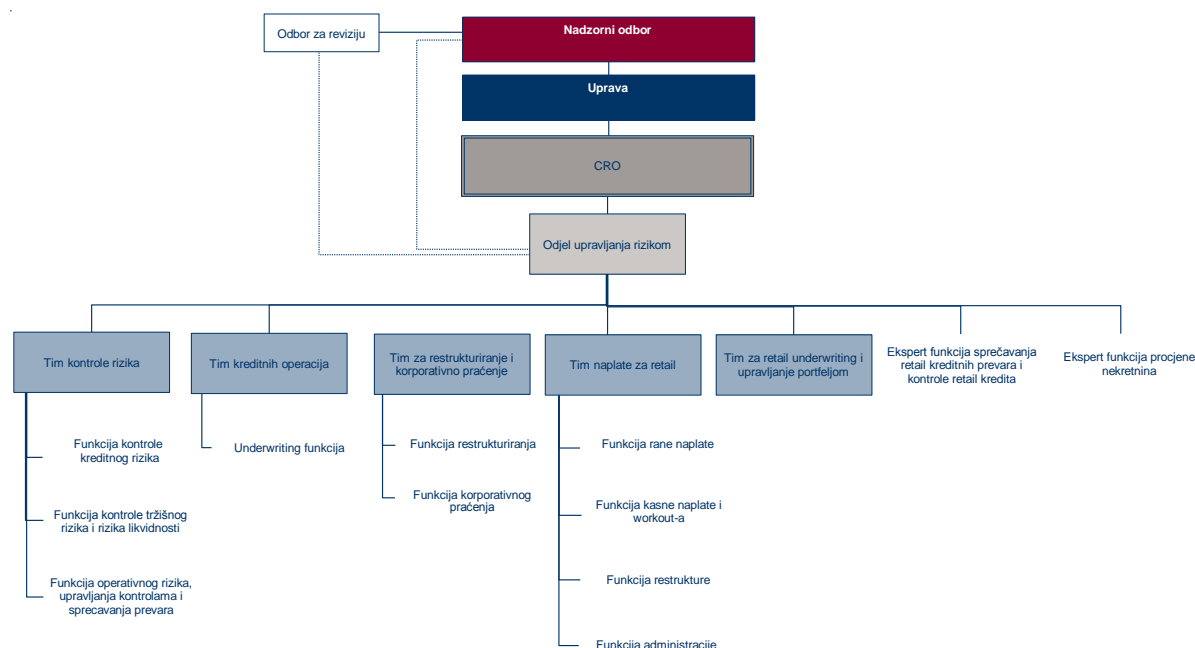 Odbor za reviziju
Nadzorni odbor
Uprava
CRO
Odjel upravljanja rizikom
Tim kontrole rizika
Tim kreditnih operacija
Tim za restrukturiranje i
korporativno praćenje
Tim naplate za retail
Tim za retail underwriting i
upravljanje portfeljom
Ekspert funkcija sprečavanja
retail kreditnih prevara i
kontrole retail kredita
Ekspert funkcija procjene
nekretnina
Funkcija kontrole
kreditnog rizika
Funkcija kontrole tržišnog
rizika i rizika likvidnosti
Funkcija operativnog rizika,
upravljanja kontrolama i
sprecavanja prevara
Underwriting funkcija
Funkcija restrukturiranja
Funkcija korporativnog
praćenja
Funkcija rane naplate
Funkcija kasne naplate i
workout-a
Funkcija restrukture
Funkcija administracije